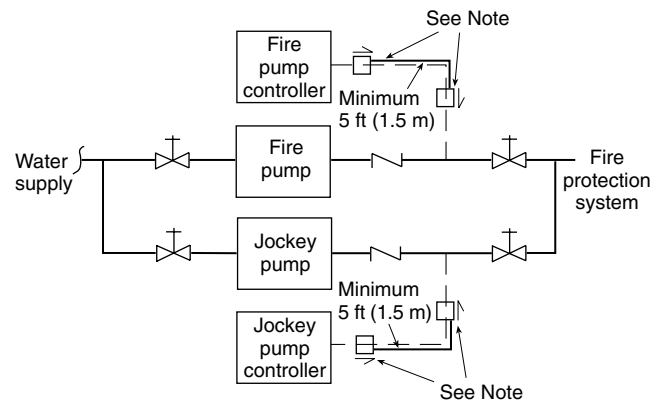 See Note
Fire
pump
controller
Minimum
5 ft (1.5 m)
Water
supply
Fire
pump
Fire
protection
system
Jockey
pump
Minimum
5 ft (1.5 m)
Jockey
pump
controller
See Note